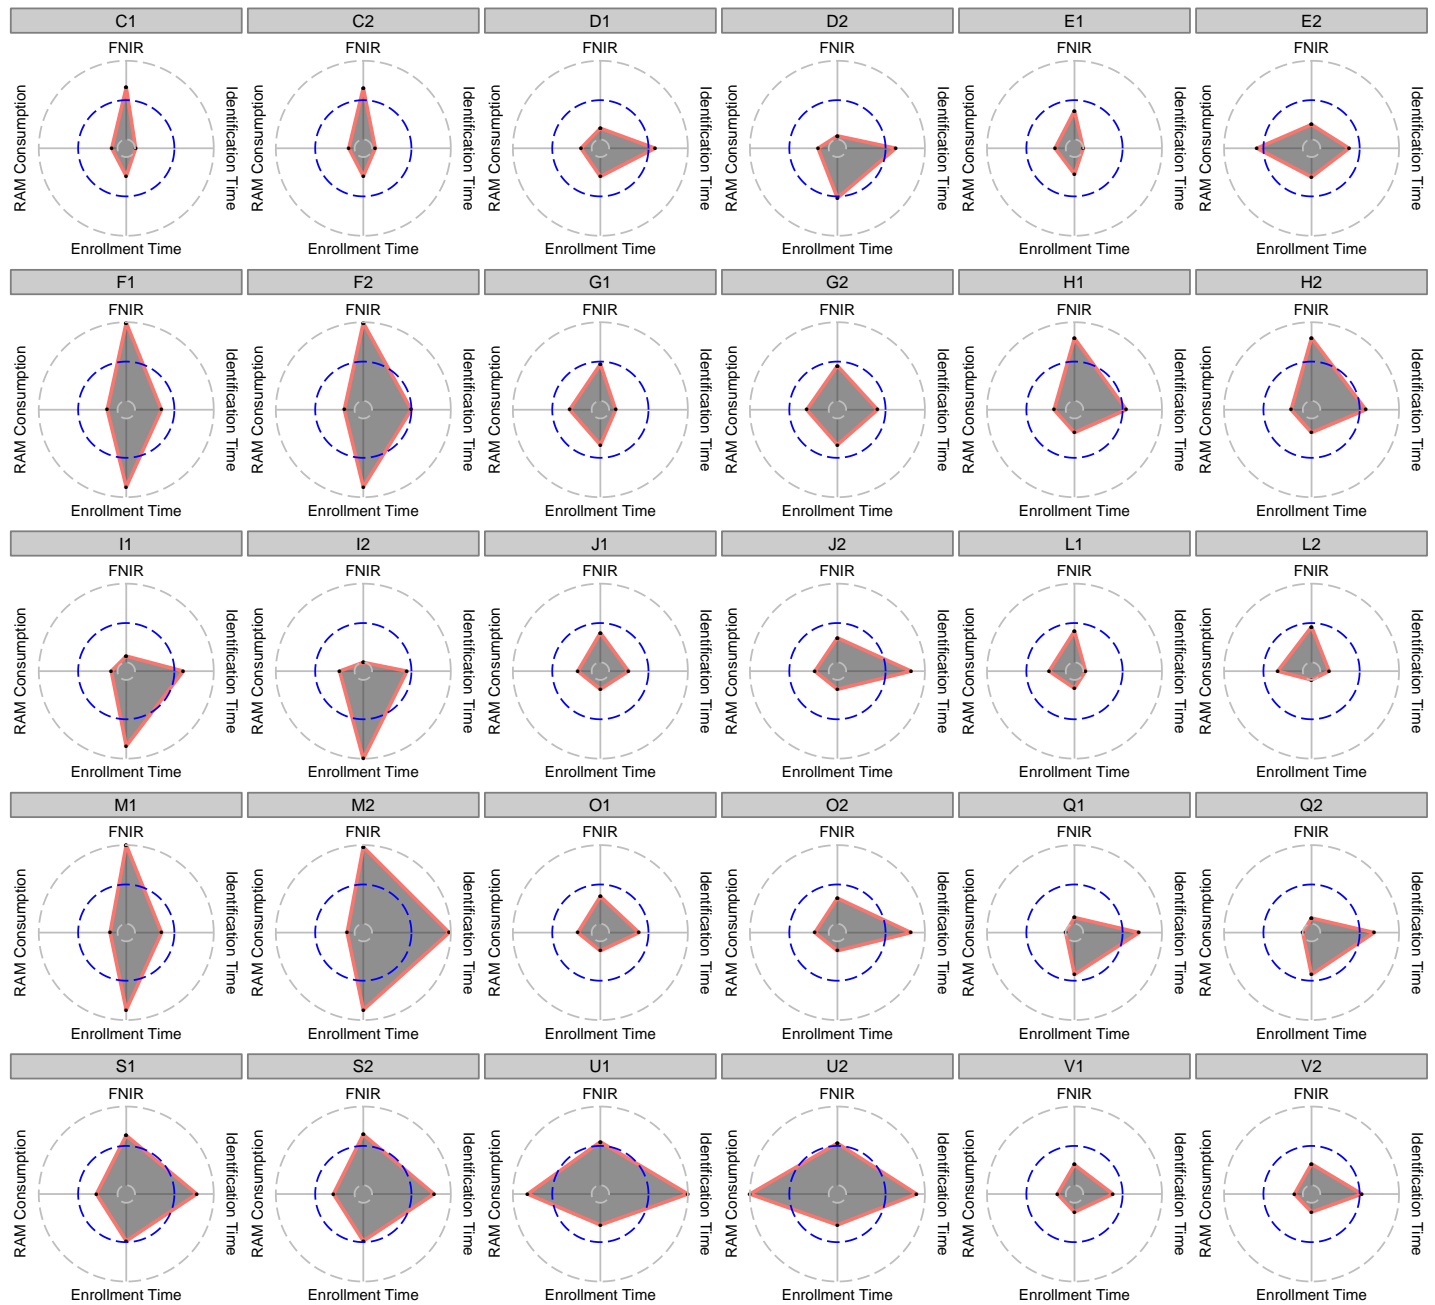 C1 C2 D1 D2 E1 E2
FNIR FNIR FNIR FNIR FNIR FNIR
RAM Consumption Identification Time RAM Consumption Identification Time RAM Consumption Identification Time RAM Consumption Identification Time RAM Consumption Identification Time RAM Consumption Identification Time
Enrollment Time Enrollment Time Enrollment Time Enrollment Time Enrollment Time Enrollment Time
F1 F2 G1 G2 H1 H2
FNIR FNIR FNIR FNIR FNIR FNIR
RAM Consumption Identification Time RAM Consumption Identification Time RAM Consumption Identification Time RAM Consumption Identification Time RAM Consumption Identification Time RAM Consumption Identification Time
Enrollment Time Enrollment Time Enrollment Time Enrollment Time Enrollment Time Enrollment Time
I1 I2 J1 J2 L1 L2
FNIR FNIR FNIR FNIR FNIR FNIR
RAM Consumption Identification Time RAM Consumption Identification Time RAM Consumption Identification Time RAM Consumption Identification Time RAM Consumption Identification Time RAM Consumption Identification Time
Enrollment Time Enrollment Time Enrollment Time Enrollment Time Enrollment Time Enrollment Time
M1 M2 O1 O2 Q1 Q2
FNIR FNIR FNIR FNIR FNIR FNIR
RAM Consumption Identification Time RAM Consumption Identification Time RAM Consumption Identification Time RAM Consumption Identification Time RAM Consumption Identification Time RAM Consumption Identification Time
Enrollment Time Enrollment Time Enrollment Time Enrollment Time Enrollment Time Enrollment Time
S1 S2 U1 U2 V1 V2
FNIR FNIR FNIR FNIR FNIR FNIR
RAM Consumption Identification Time RAM Consumption Identification Time RAM Consumption Identification Time RAM Consumption Identification Time RAM Consumption Identification Time RAM Consumption Identification Time
Enrollment Time Enrollment Time Enrollment Time Enrollment Time Enrollment Time Enrollment Time